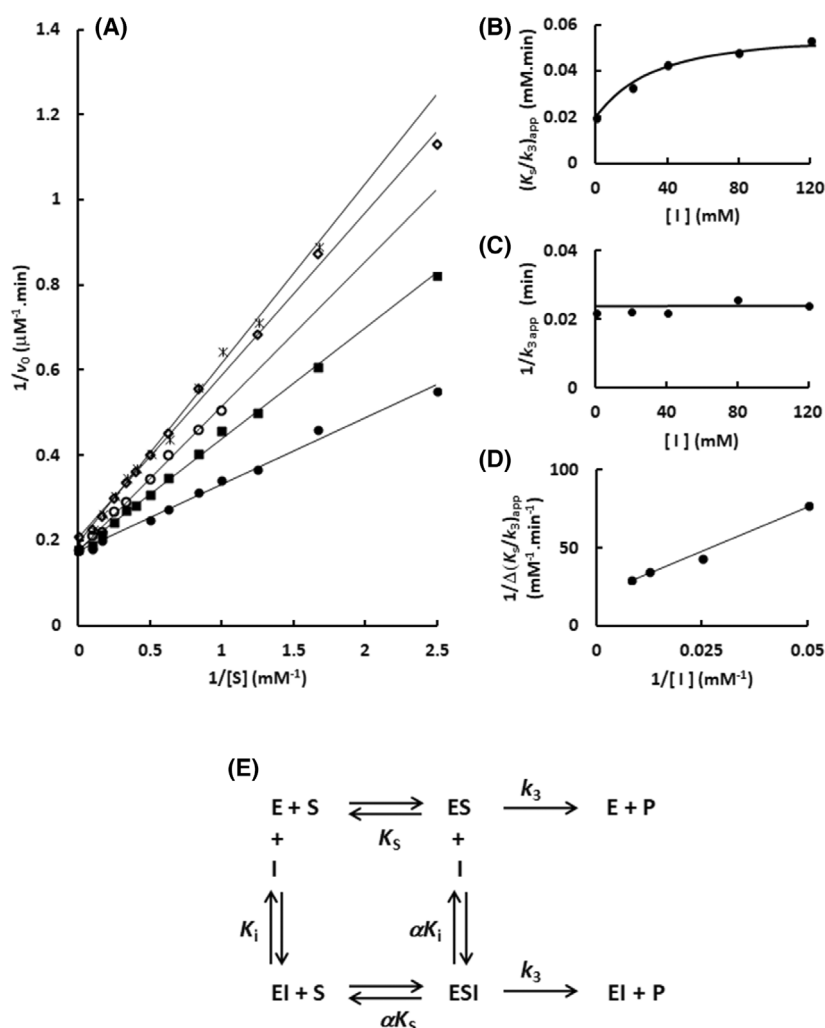 (A)
1.4
1.2
1
0.8
0.6
0.4
0.2
0
0 0.5 1 1.5 2 2.5
1/v₀ (μM⁻¹.min)
1/[S] (mM⁻¹)
(B)
0.06
0.04
0.02
0
0 40 80 120
(Kₛ/k₃)app (mM.min)
[ I ] (mM)
(C)
0.04
0.02
0
0 40 80 120
1/k₃ app (min)
[ I ] (mM)
(D)
100
50
0
0 0.025 0.05
1/Δ(Kₛ/k₃)app
(mM⁻¹.min⁻¹)
1/[ I ] (mM⁻¹)
(E)
E + S ES k₃ E + P
+ Kₛ +
I I
Kᵢ αKᵢ
EI + S ESI k₃ EI + P
αKₛ